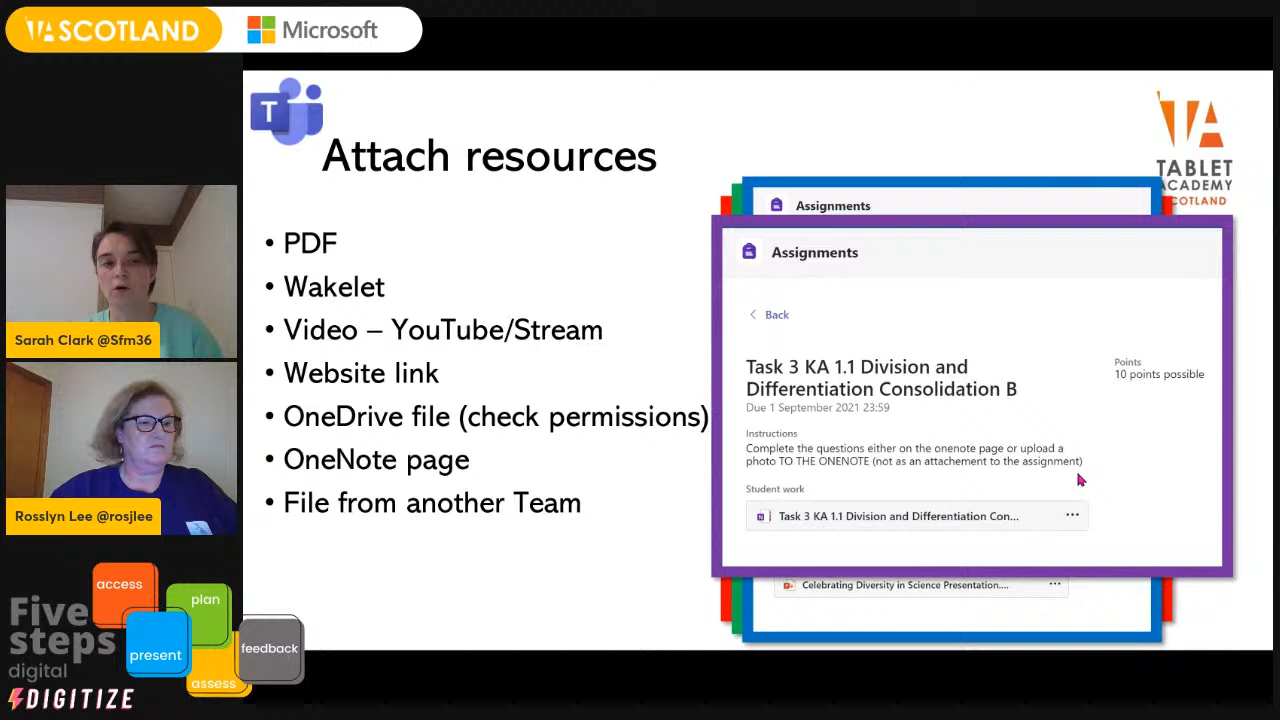 TA SCOTLAND
Microsoft
T
Attach resources
TA
TABLET
ACADEMY
SCOTLAND
• PDF
• Wakelet
• Video – YouTube/Stream
• Website link
• OneDrive file (check permissions)
• OneNote page
• File from another Team
Assignments
Assignments
Back
Task 3 KA 1.1 Division and
Differentiation Consolidation B
Due 1 September 2021 23:59
Points
10 points possible
Instructions
Complete the questions either on the onenote page or upload a
photo TO THE ONENOTE (not as an attachement to the assignment)
Student work
Task 3 KA 1.1 Division and Differentiation Con...
...
Celebrating Diversity in Science Presentation....
...
Sarah Clark @Sfm36
Rosslyn Lee @rosjlee
Five
steps
digital
access
plan
present
assess
feedback
DIGITIZE